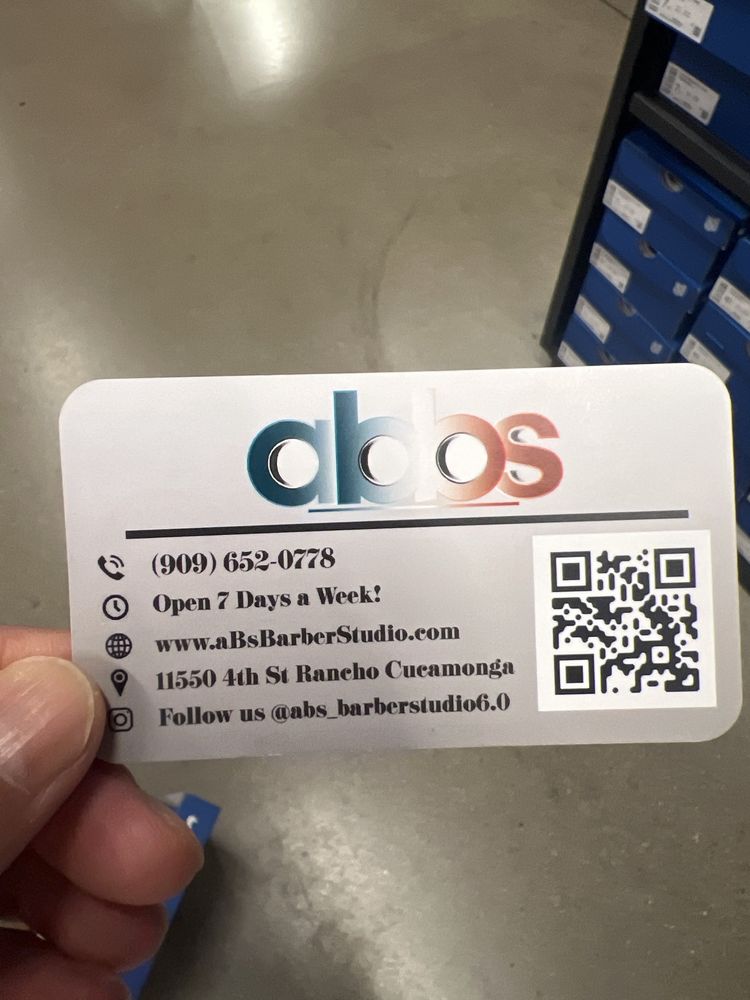 abbs
(909) 652-0778
Open 7 Days a Week!
www.aBsBarberStudio.com
11550 4th St Rancho Cucamonga
Follow us @abs_barberstudio6.0